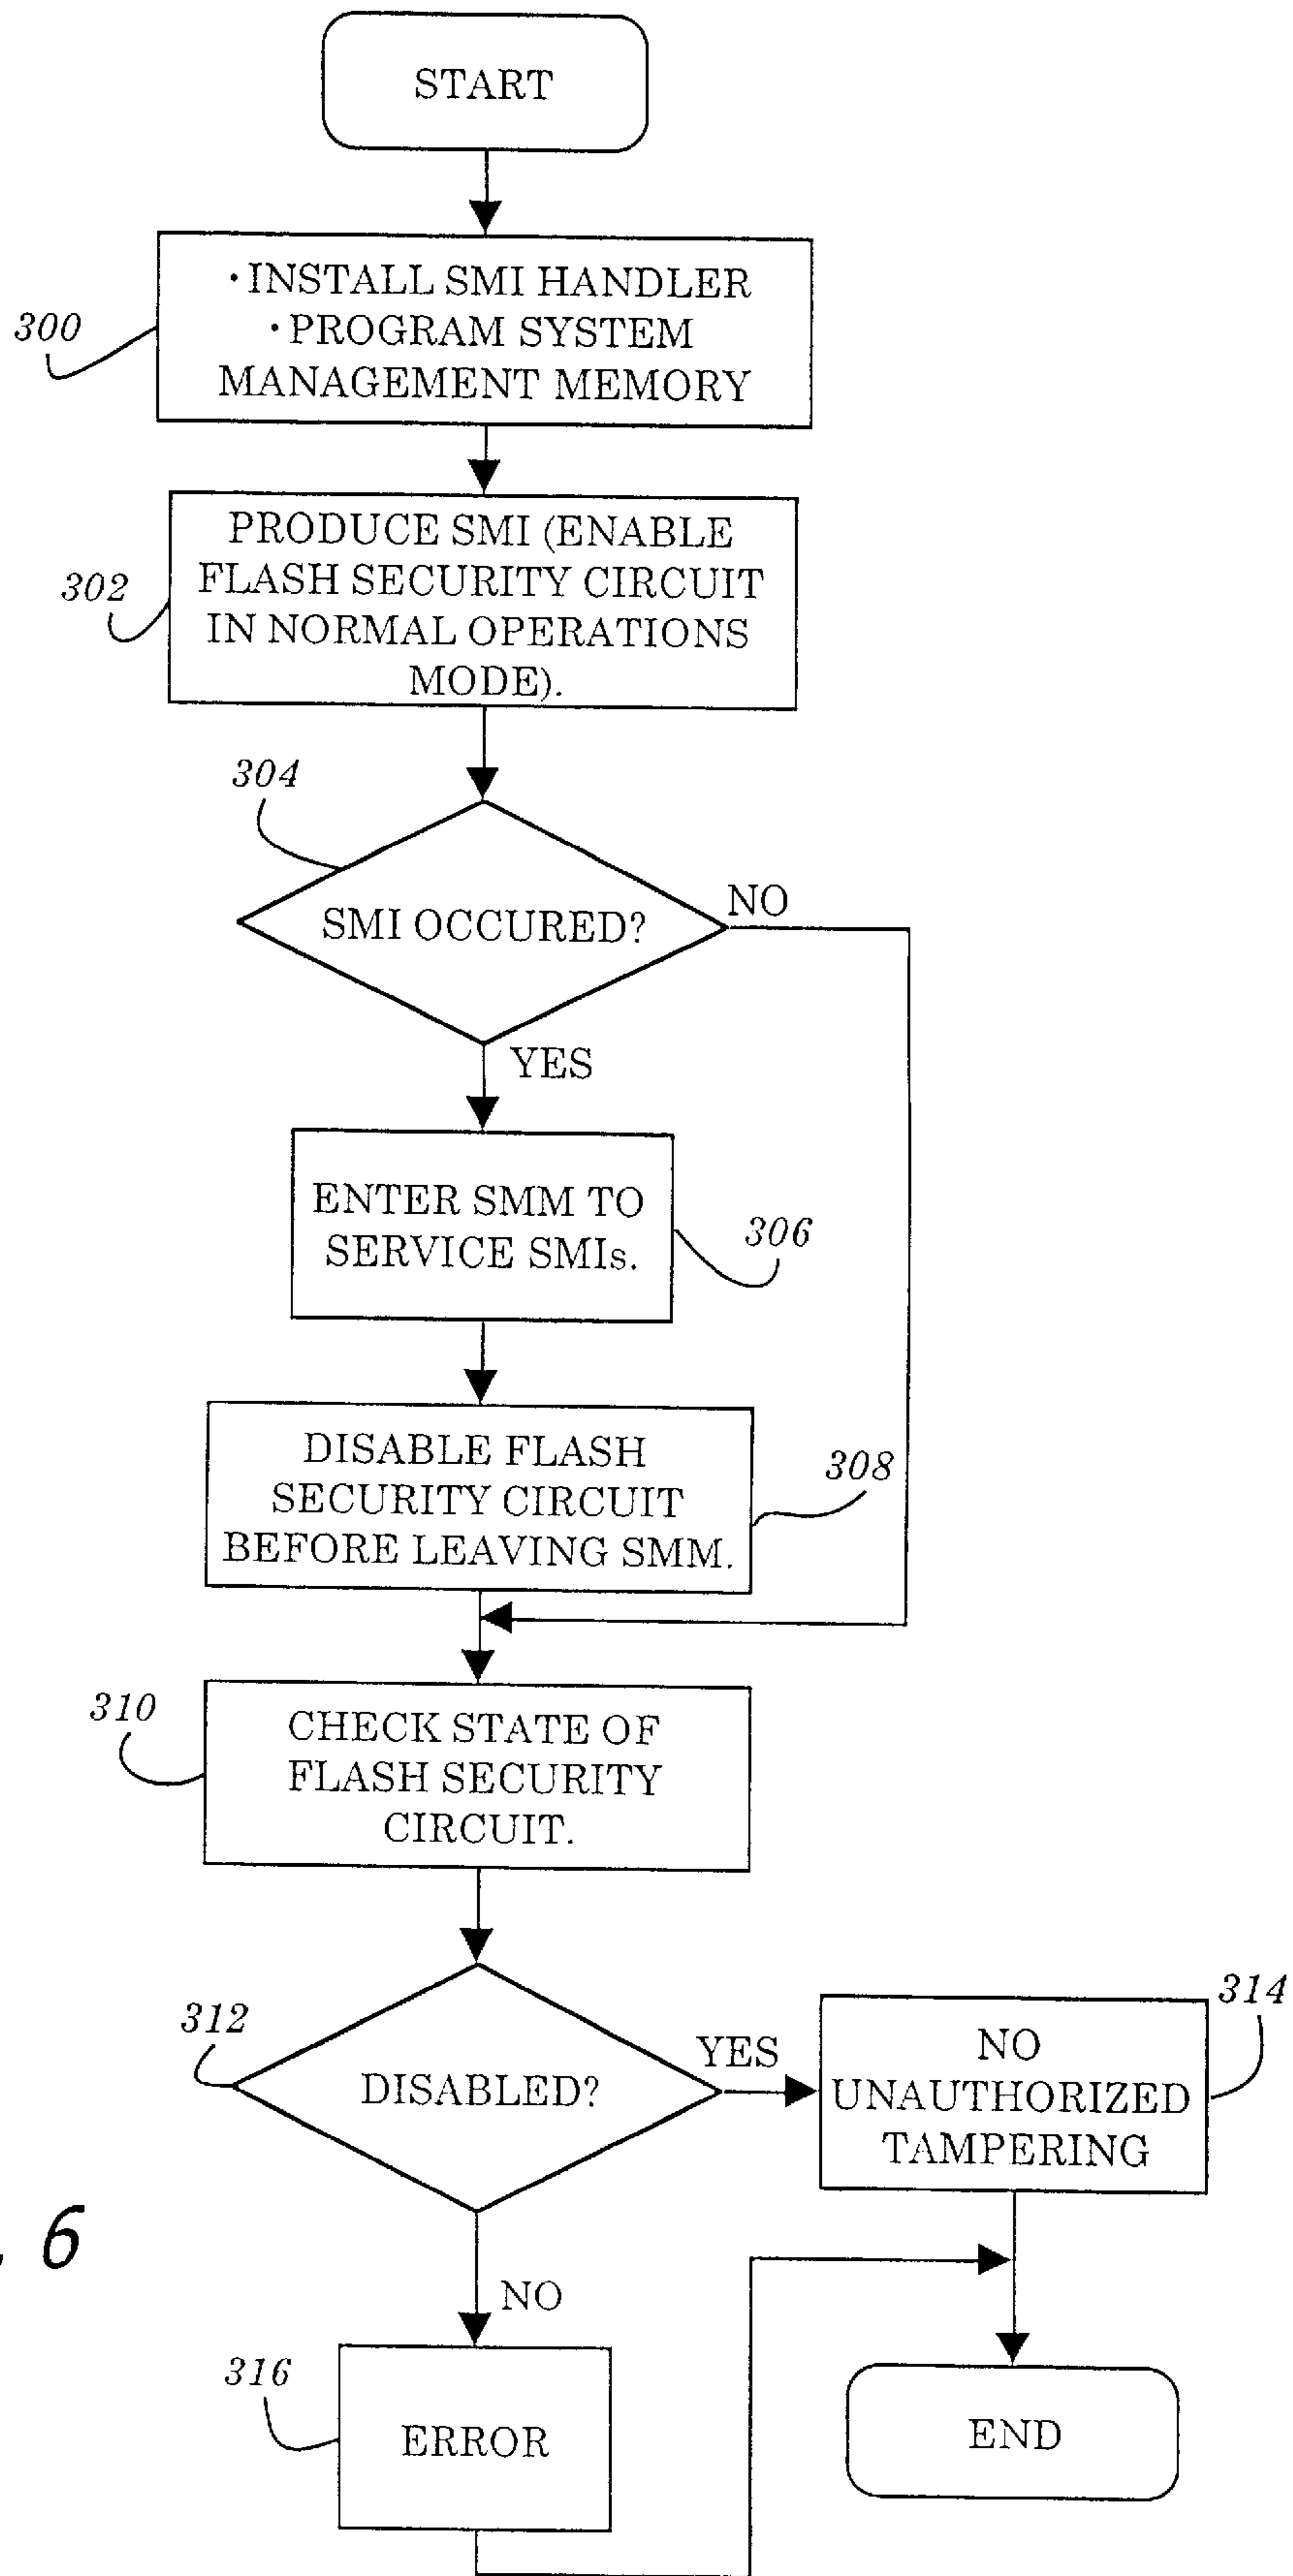 START
·INSTALL SMI HANDLER
·PROGRAM SYSTEM
MANAGEMENT MEMORY
300
PRODUCE SMI (ENABLE
FLASH SECURITY CIRCUIT
IN NORMAL OPERATIONS
MODE).
302
304
SMI OCCURED?
NO
YES
ENTER SMM TO
SERVICE SMIs.
306
DISABLE FLASH
SECURITY CIRCUIT
BEFORE LEAVING SMM.
308
310
CHECK STATE OF
FLASH SECURITY
CIRCUIT.
312
DISABLED?
YES
314
NO
UNAUTHORIZED
TAMPERING
. 6
NO
316
ERROR
END